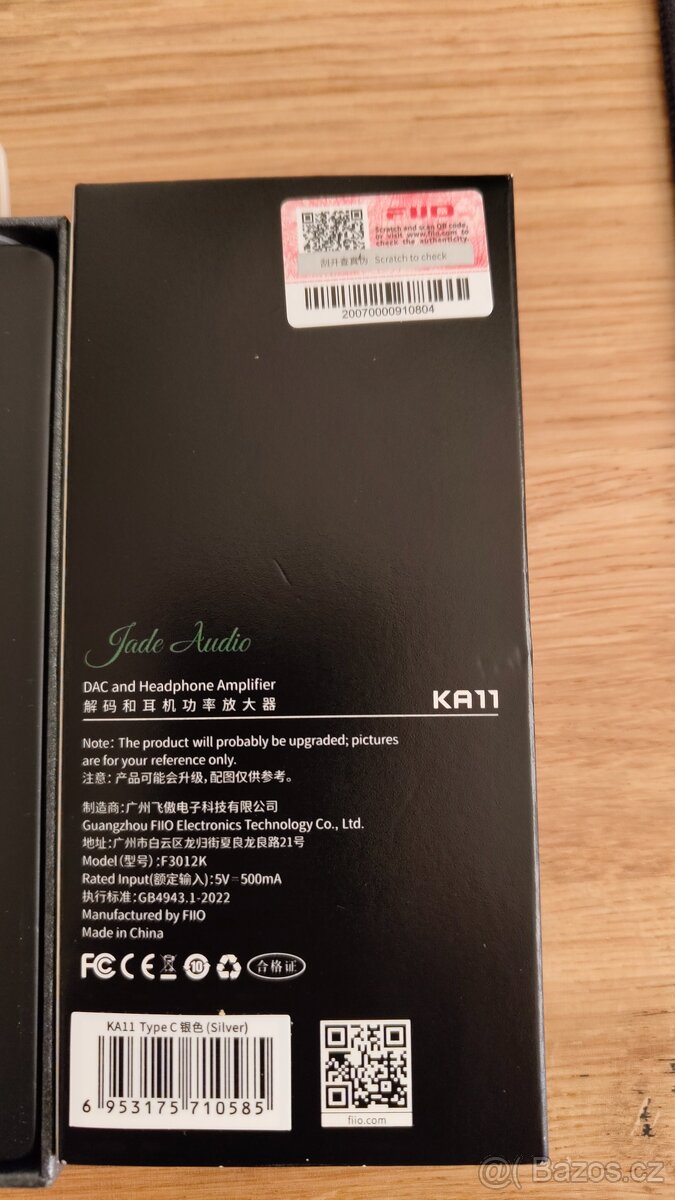 FIIO
Scratch and scan QR code,
or visit www.fiio.com to
check the authenticity.
刮开查真伪 Scratch to check
20070000910804
Jade Audio
DAC and Headphone Amplifier
解码和耳机功率放大器
KA11
Note: The product will probably be upgraded; pictures
are for your reference only.
注意: 产品可能会升级,配图仅供参考。
制造商:广州飞傲电子科技有限公司
Guangzhou FIIO Electronics Technology Co., Ltd.
地址:广州市白云区龙归街夏良龙良路21号
Model(型号):F3012K
Rated Input(额定输入):5V⎓500mA
执行标准:GB4943.1-2022
Manufactured by FIIO
Made in China
FC CE 10 合格证
KA11 Type C 银色 (Silver)
6 953175 710585
fiio.com
@( Bazos.cz